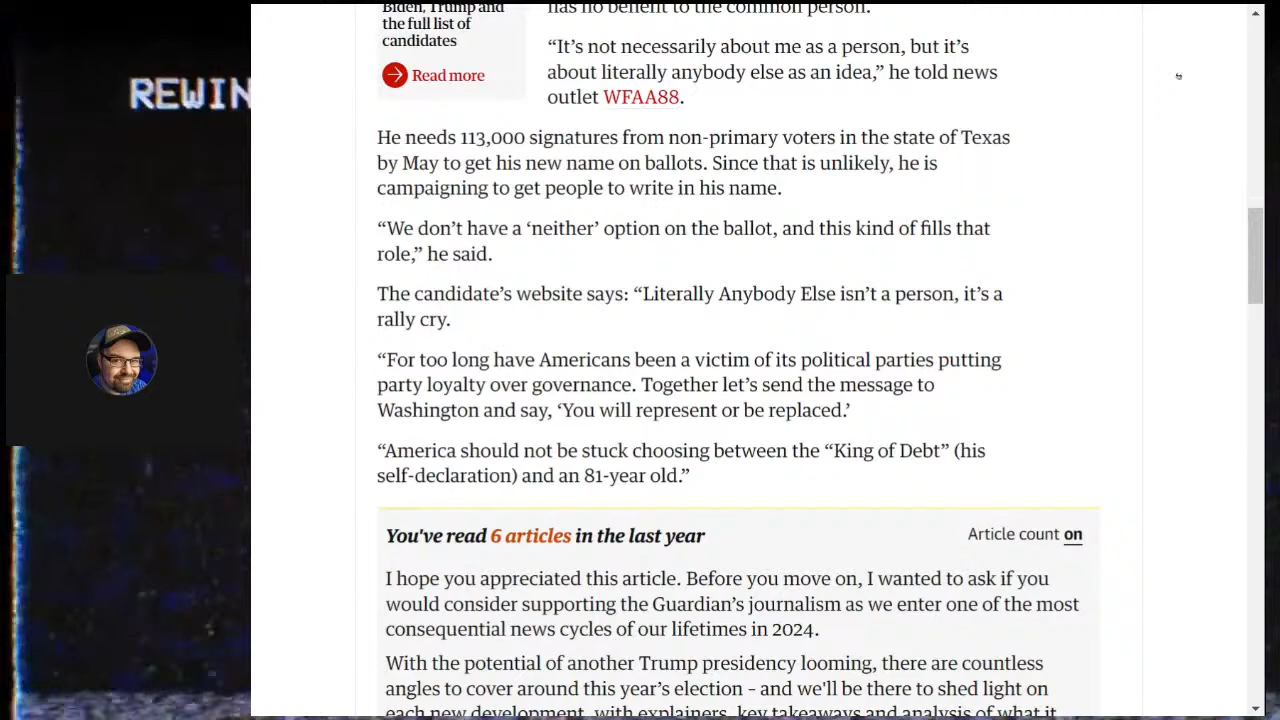 REWIN
Biden, Trump and
the full list of
candidates
Read more
has no benefit to the common person.
“It’s not necessarily about me as a person, but it’s
about literally anybody else as an idea,” he told news
outlet WFAA88.
He needs 113,000 signatures from non-primary voters in the state of Texas
by May to get his new name on ballots. Since that is unlikely, he is
campaigning to get people to write in his name.
“We don’t have a ‘neither’ option on the ballot, and this kind of fills that
role,” he said.
The candidate’s website says: “Literally Anybody Else isn’t a person, it’s a
rally cry.
“For too long have Americans been a victim of its political parties putting
party loyalty over governance. Together let’s send the message to
Washington and say, ‘You will represent or be replaced.’
“America should not be stuck choosing between the “King of Debt” (his
self-declaration) and an 81-year old.”
You've read 6 articles in the last year
Article count on
I hope you appreciated this article. Before you move on, I wanted to ask if you
would consider supporting the Guardian’s journalism as we enter one of the most
consequential news cycles of our lifetimes in 2024.
With the potential of another Trump presidency looming, there are countless
angles to cover around this year’s election – and we'll be there to shed light on
each new development, with explainers, key takeaways and analysis of what it